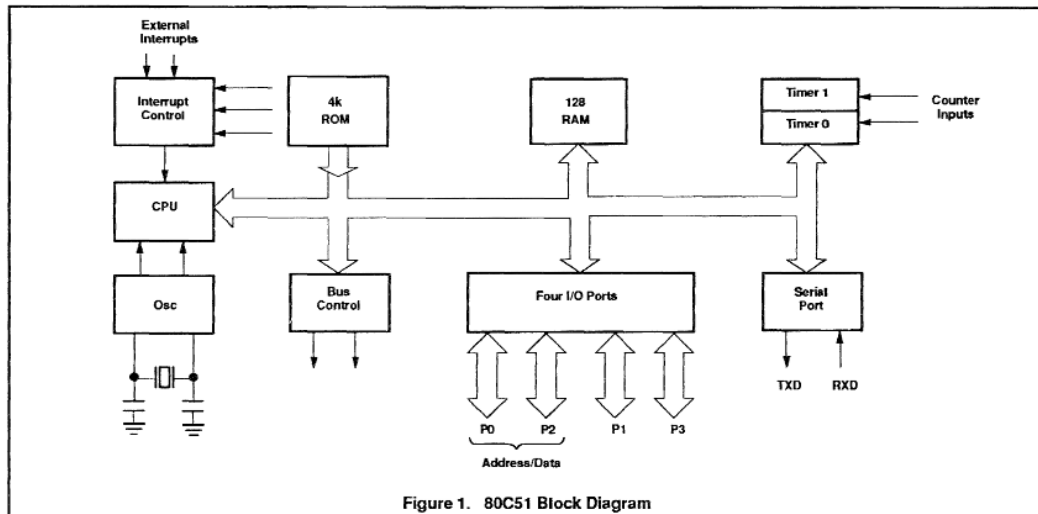 External
Interrupts
Interrupt
Control
4k
ROM
128
RAM
Timer 1
Timer 0
Counter
Inputs
CPU
Osc
Bus
Control
Four I/O Ports
Serial
Port
TXD
RXD
P0
P2
P1
P3
Address/Data
Figure 1. 80C51 Block Diagram